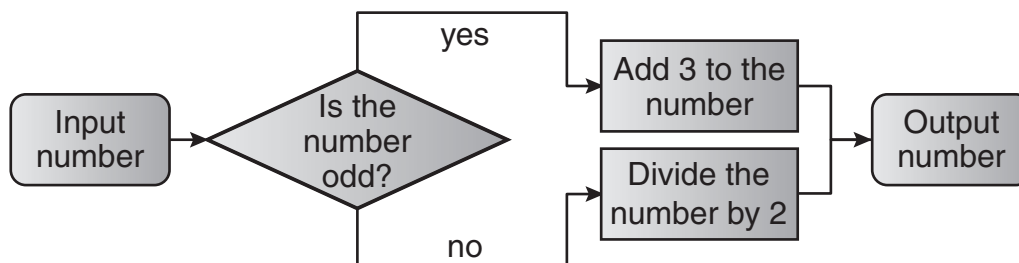 Input
number
Is the
number
odd?
yes
Add 3 to the
number
no
Divide the
number by 2
Output
number